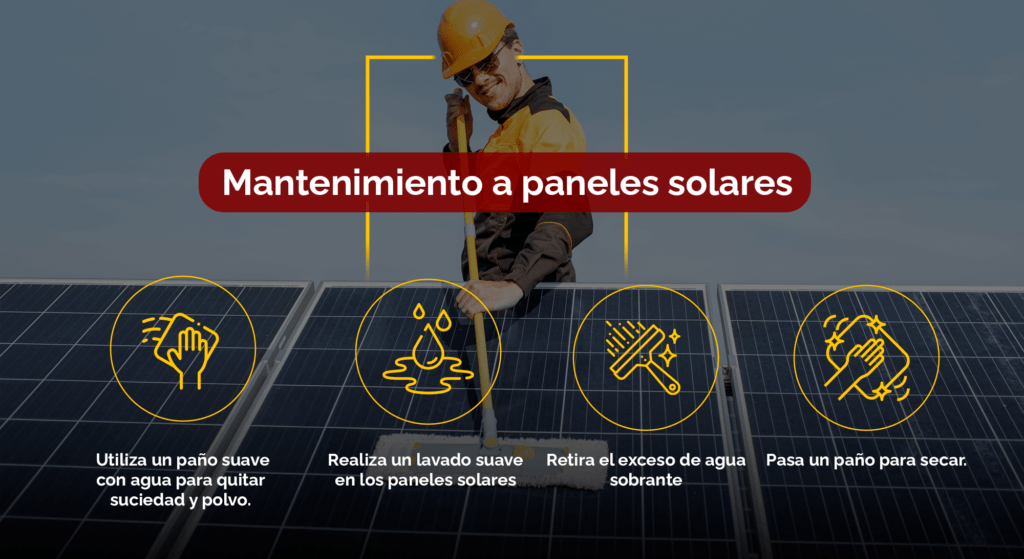 Mantenimiento a paneles solares
Utiliza un paño suave
con agua para quitar
suciedad y polvo.
Realiza un lavado suave
en los paneles solares
Retira el exceso de agua
sobrante
Pasa un paño para secar.